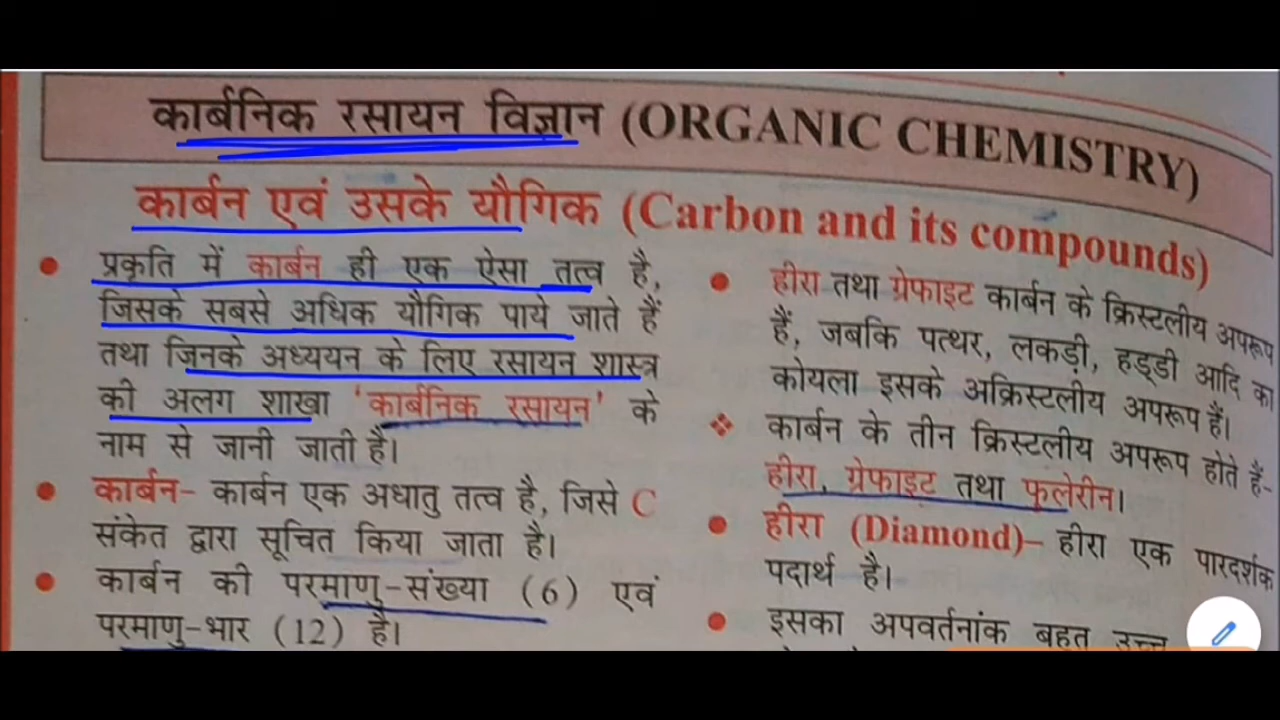 कार्बनिक रसायन विज्ञान (ORGANIC CHEMISTRY)
कार्बन एवं उसके यौगिक (Carbon and its compounds)
• प्रकृति में कार्बन ही एक ऐसा तत्व है,
जिसके सबसे अधिक यौगिक पाये जाते हैं
तथा जिनके अध्ययन के लिए रसायन शास्त्र
की अलग शाखा 'कार्बनिक रसायन' के
नाम से जानी जाती है।
• कार्बन– कार्बन एक अधातु तत्व है, जिसे C
संकेत द्वारा सूचित किया जाता है।
• कार्बन की परमाणु-संख्या (6) एवं
परमाणु-भार (12) है।
• हीरा तथा ग्रेफाइट कार्बन के क्रिस्टलीय अपरूप
हैं, जबकि पत्थर, लकड़ी, हड्डी आदि का
कोयला इसके अक्रिस्टलीय अपरूप हैं।
❖ कार्बन के तीन क्रिस्टलीय अपरूप होते हैं-
हीरा, ग्रेफाइट तथा फुलेरीन।
• हीरा (Diamond)– हीरा एक पारदर्शक
पदार्थ है।
• इसका अपवर्तनांक बहुत उच्च